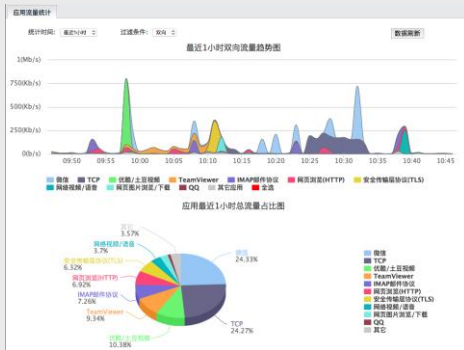 应用流量统计
统计时间: 最近1小时 过滤条件: 双向 数据刷新
最近1小时双向流量趋势图
1(Mb/s)
750(Kb/s)
500(Kb/s)
250(Kb/s)
0(b/s)
09:50 09:55 10:00 10:05 10:10 10:15 10:20 10:25 10:30 10:35 10:40 10:45
微信 TCP 优酷/土豆视频 TeamViewer IMAP邮件协议 网页浏览(HTTP) 安全传输层协议(TLS)
网络视频/语音 网页图片浏览/下载 QQ 其它应用 全选
应用最近1小时总流量占比图
其它
3.57%
网络视频/语音
3.7%
安全传输层协议(TLS)
6.32%
网页浏览(HTTP)
6.92%
IMAP邮件协议
7.26%
TeamViewer
9.34%
优酷/土豆视频
10.38%
TCP
24.27%
微信
24.33%
微信
TCP
优酷/土豆视频
TeamViewer
IMAP邮件协议
网页浏览(HTTP)
安全传输层协议(TLS)
网络视频/语音
网页图片浏览/下载
QQ
其它